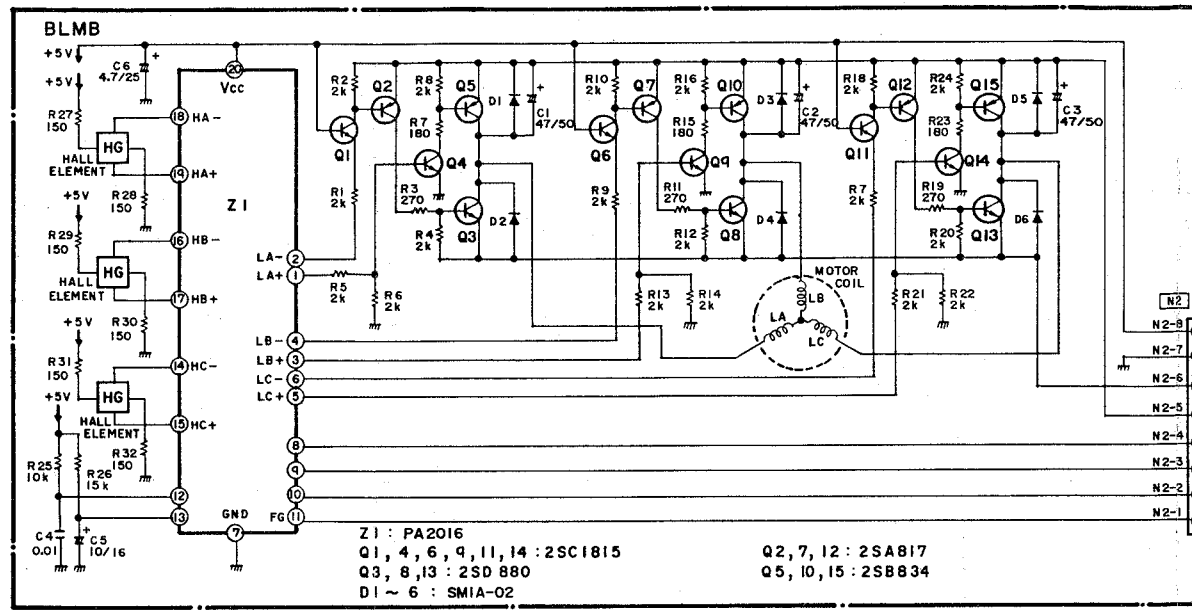 BLMB
+5V
C6
4.7/25
+5V
R27
150
20
Vcc
18 HA-
HG
HALL
ELEMENT
19 HA+
R28
150
Z1
+5V
R29
150
16 HB-
HG
HALL
ELEMENT
17 HB+
R30
150
+5V
R31
150
14 HC-
HG
HALL
ELEMENT
15 HC+
R32
150
+5V
R25
10k
R26
15k
12
13
C4
0.01
C5
10/16
GND
7
LA- 2
LA+ 1
LB- 4
LB+ 3
LC- 6
LC+ 5
8
9
10
FG 11
R2
2k
Q2
R8
2k
Q5
D1
C1
47/50
Q1
R7
180
Q4
R1
2k
R3
270
R4
2k
Q3
D2
R5
2k
R6
2k
R10
2k
Q7
R16
2k
Q10
D3
C2
47/50
Q6
R15
180
Q9
R9
2k
R11
270
R12
2k
Q8
D4
R13
2k
R14
2k
MOTOR
COIL
LB
LA
LC
R18
2k
Q12
R24
2k
Q15
D5
C3
47/50
Q11
R23
180
Q14
R7
2k
R19
270
R20
2k
Q13
D6
R21
2k
R22
2k
N2
N2-8
N2-7
N2-6
N2-5
N2-4
N2-3
N2-2
N2-1
Z1 : PA2016
Q1, 4, 6, 9, 11, 14 : 2SC1815
Q2, 7, 12 : 2SA817
Q3, 8, 13 : 2SD 880
Q5, 10, 15 : 2SB834
D1 ~ 6 : SM1A-02